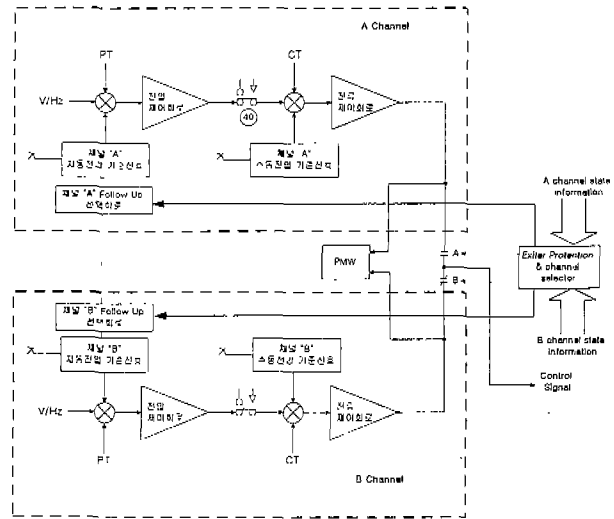 A Channel
PT
CT
V/Hz
전압
제어회로
40
전류
제어회로
채널 "A"
자동전압 기준신호
채널 "A"
수동전압 기준신호
채널 "A" Follow Up
선택회로
A channel state
information
PMW
A
B
Exiter Protection
& channel
selector
B channel state
information
Control
Signal
채널 "B" Follow Up
선택회로
채널 "B"
자동전압 기준신호
채널 "B"
수동전압 기준신호
V/Hz
전압
제어회로
전류
제어회로
PT
CT
B Channel